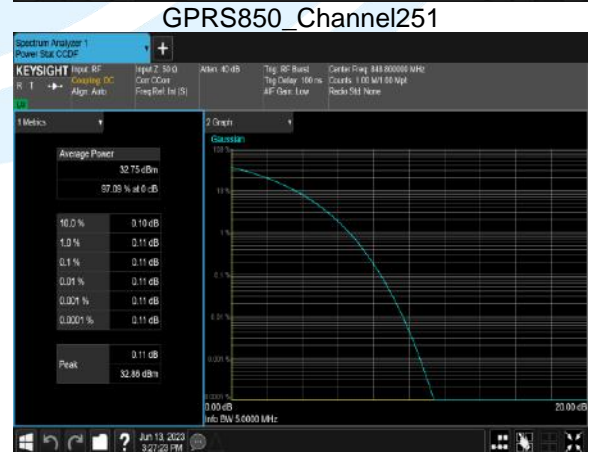 GPRS850_Channel251
Spectrum Analyzer 1
Power Stat CCDF
KEYSIGHT
R T
Input: RF
Coupling: DC
Align: Auto
Input Z: 50 Ω
Corr CCorr
Freq Ref: Int (S)
Atten: 40 dB
Trig: RF Burst
Trig Delay: 100 ns
#IF Gain: Low
Center Freq: 848.800000 MHz
Counts: 1.00 M/1.00 Mpt
Radio Std: None
1 Metrics
Average Power
32.75 dBm
97.09 % at 0 dB
10.0 % 0.10 dB
1.0 % 0.11 dB
0.1 % 0.11 dB
0.01 % 0.11 dB
0.001 % 0.11 dB
0.0001 % 0.11 dB
Peak
0.11 dB
32.86 dBm
2 Graph
Gaussian
100 %
10 %
1 %
0.1 %
0.01 %
0.001 %
0.0001 %
0.00 dB
20.00 dB
Info BW 5.0000 MHz
Jun 13, 2023
3:27:23 PM